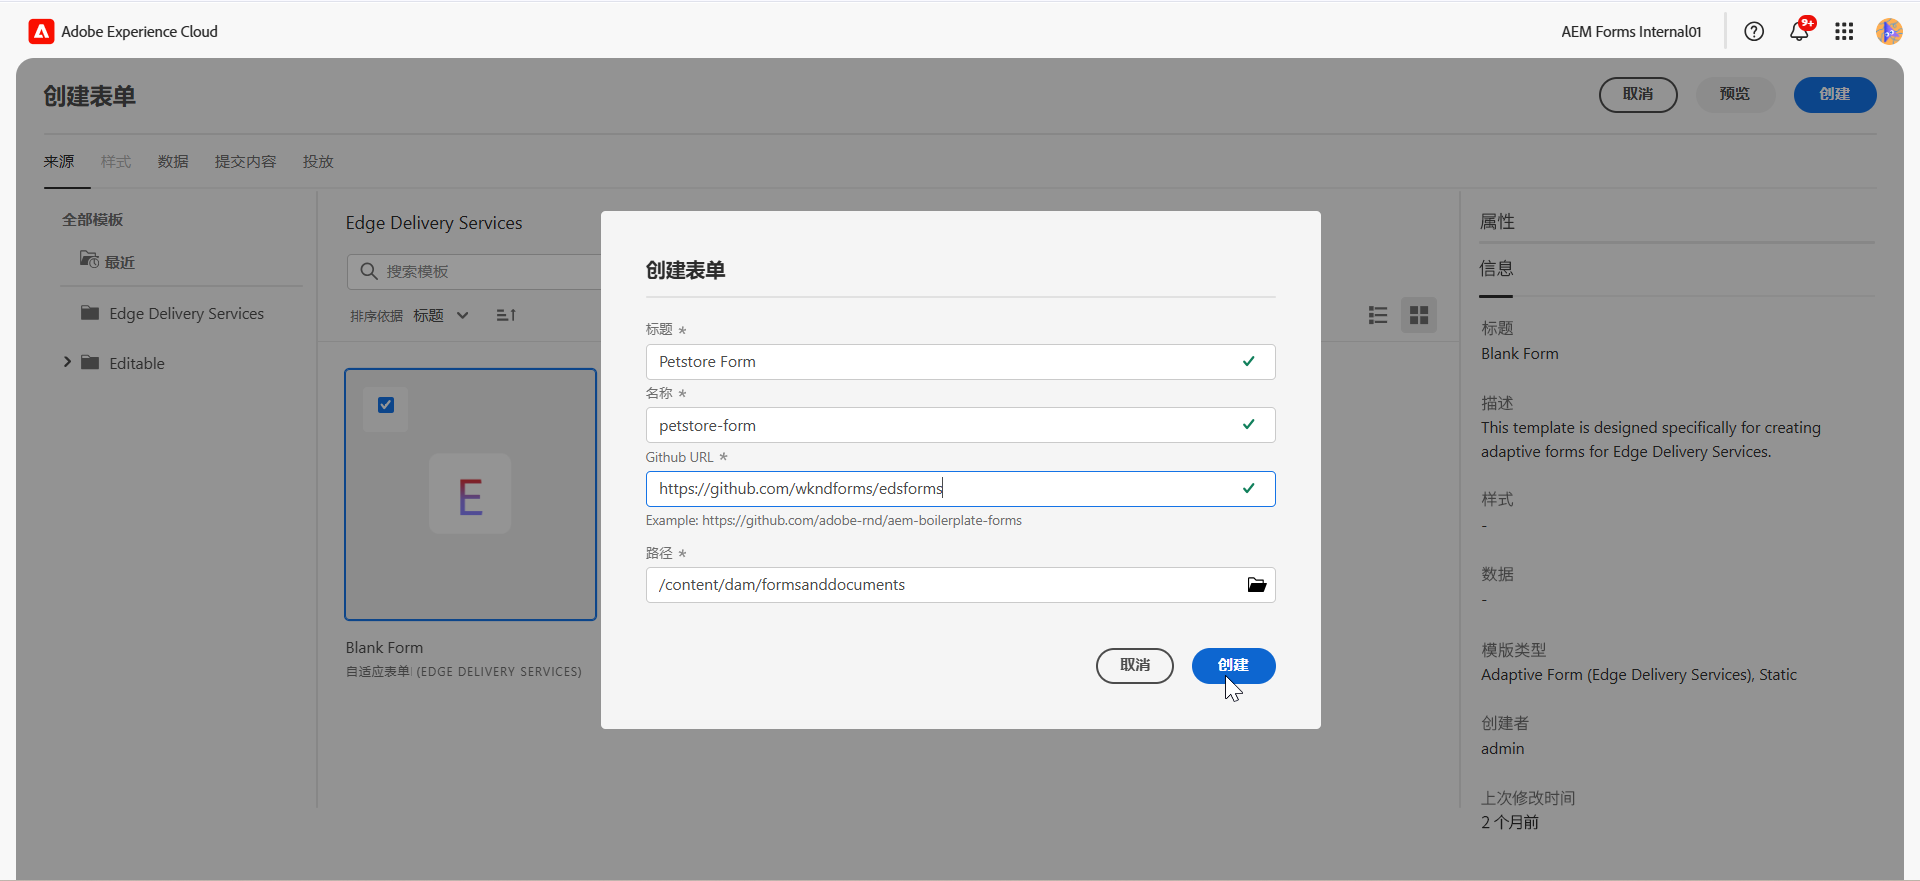 Adobe Experience Cloud
AEM Forms Internal01
9+
创建表单
取消
预览
创建
来源
样式
数据
提交内容
投放
全部模板
最近
Edge Delivery Services
Editable
Edge Delivery Services
搜索模板
排序依据 标题
E
Blank Form
自适应表单 (EDGE DELIVERY SERVICES)
创建表单
标题 *
Petstore Form
名称 *
petstore-form
Github URL *
https://github.com/wkndforms/edsforms
Example: https://github.com/adobe-rnd/aem-boilerplate-forms
路径 *
/content/dam/formsanddocuments
取消
创建
属性
信息
标题
Blank Form
描述
This template is designed specifically for creating
adaptive forms for Edge Delivery Services.
样式
-
数据
-
模版类型
Adaptive Form (Edge Delivery Services), Static
创建者
admin
上次修改时间
2 个月前